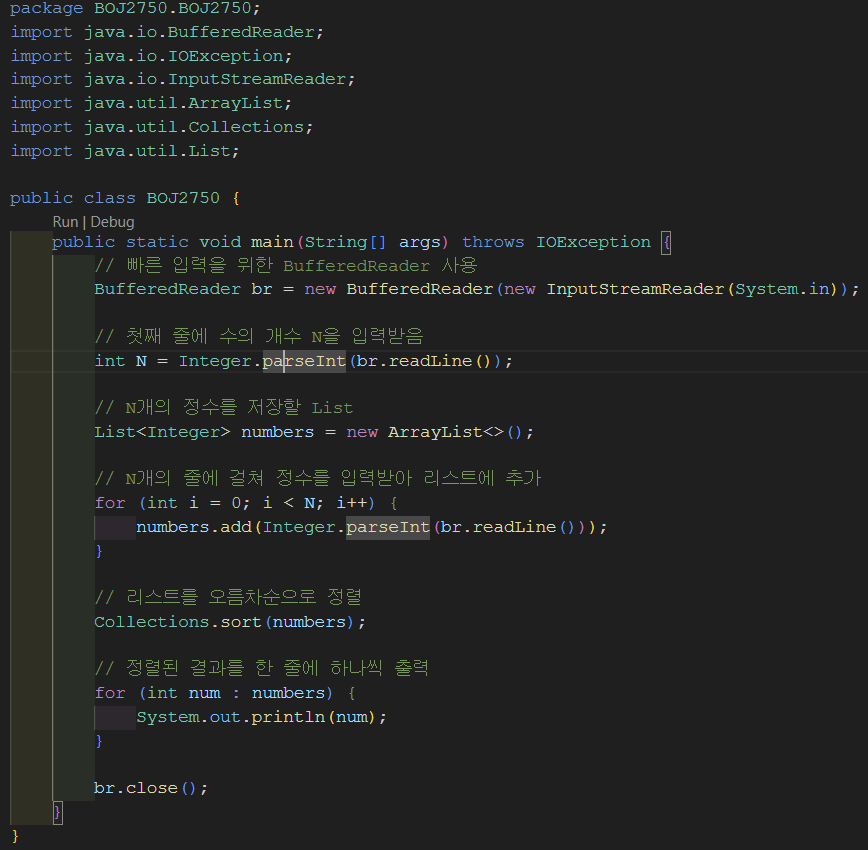 package BOJ2750.BOJ2750;
import java.io.BufferedReader;
import java.io.IOException;
import java.io.InputStreamReader;
import java.util.ArrayList;
import java.util.Collections;
import java.util.List;
public class BOJ2750 {
Run | Debug
public static void main(String[] args) throws IOException {
// 빠른 입력을 위한 BufferedReader 사용
BufferedReader br = new BufferedReader(new InputStreamReader(System.in));
// 첫째 줄에 수의 개수 N을 입력받음
int N = Integer.parseInt(br.readLine());
// N개의 정수를 저장할 List
List<Integer> numbers = new ArrayList<>();
// N개의 줄에 걸쳐 정수를 입력받아 리스트에 추가
for (int i = 0; i < N; i++) {
numbers.add(Integer.parseInt(br.readLine()));
}
// 리스트를 오름차순으로 정렬
Collections.sort(numbers);
// 정렬된 결과를 한 줄에 하나씩 출력
for (int num : numbers) {
System.out.println(num);
}
br.close();
}
}